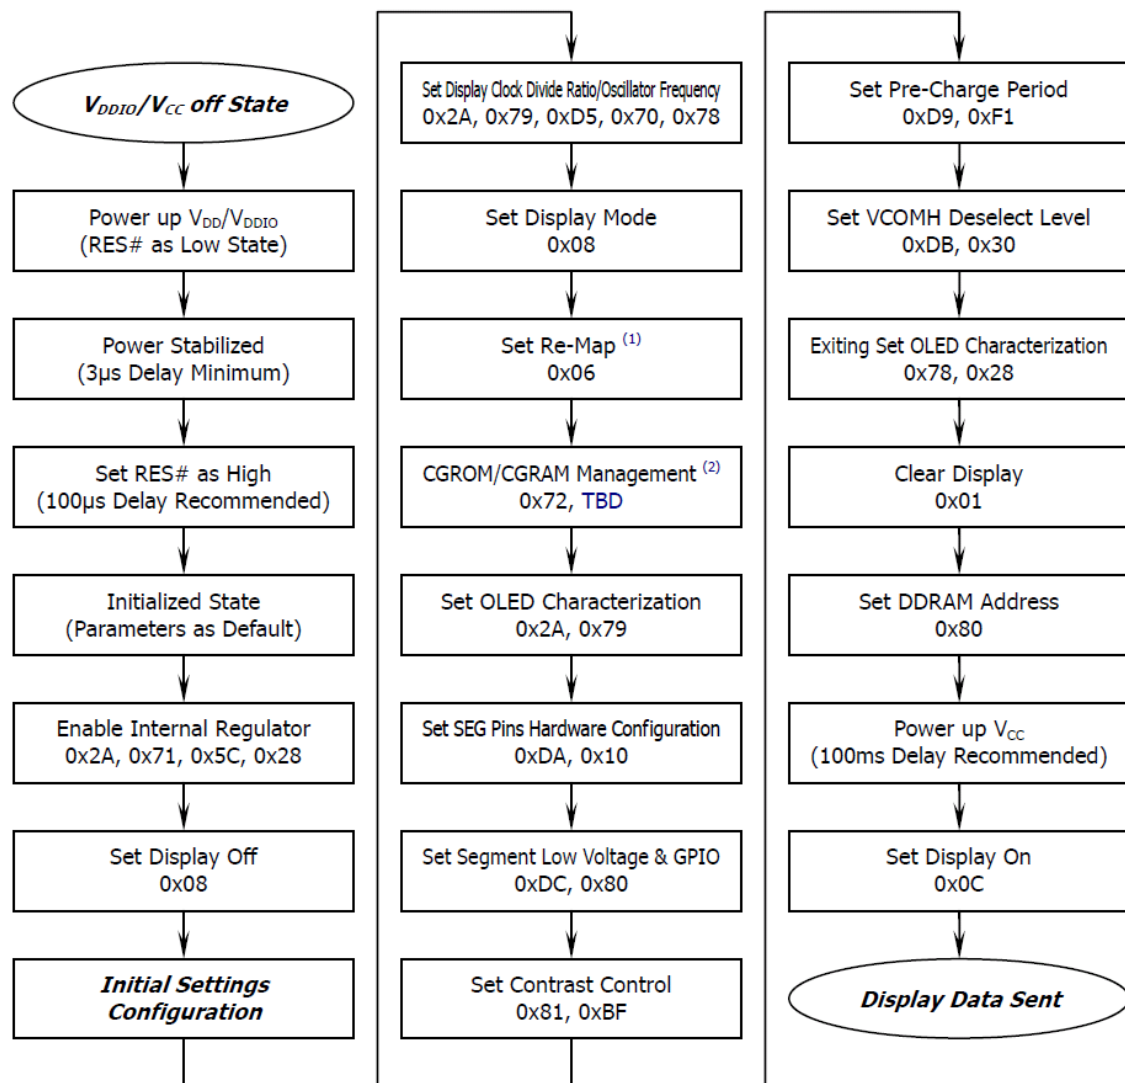 V_DDIO/V_CC off State
Power up V_DD/V_DDIO
(RES# as Low State)
Power Stabilized
(3µs Delay Minimum)
Set RES# as High
(100µs Delay Recommended)
Initialized State
(Parameters as Default)
Enable Internal Regulator
0x2A, 0x71, 0x5C, 0x28
Set Display Off
0x08
Initial Settings
Configuration
Set Display Clock Divide Ratio/Oscillator Frequency
0x2A, 0x79, 0xD5, 0x70, 0x78
Set Display Mode
0x08
Set Re-Map (1)
0x06
CGROM/CGRAM Management (2)
0x72, TBD
Set OLED Characterization
0x2A, 0x79
Set SEG Pins Hardware Configuration
0xDA, 0x10
Set Segment Low Voltage & GPIO
0xDC, 0x80
Set Contrast Control
0x81, 0xBF
Set Pre-Charge Period
0xD9, 0xF1
Set VCOMH Deselect Level
0xDB, 0x30
Exiting Set OLED Characterization
0x78, 0x28
Clear Display
0x01
Set DDRAM Address
0x80
Power up V_CC
(100ms Delay Recommended)
Set Display On
0x0C
Display Data Sent